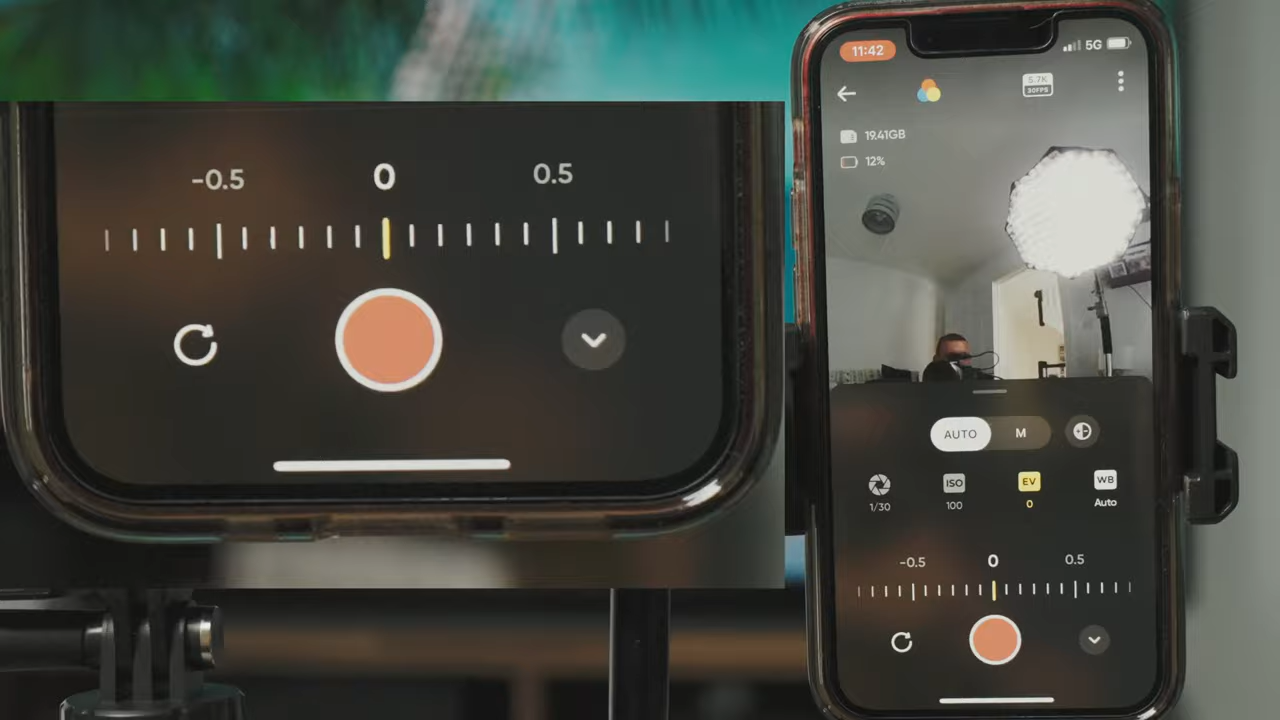 -0.5 0 0.5
11:42 5G
5.7K
30FPS
19.41GB
12%
AUTO M
ISO EV WB
1/30 100 0 Auto
-0.5 0 0.5